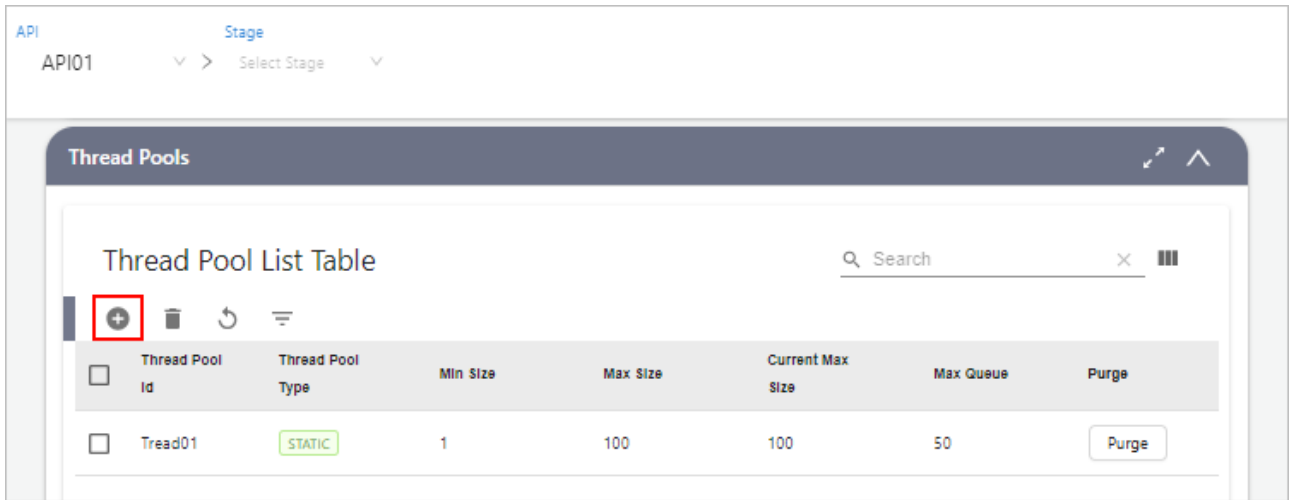 API Stage
API01 > Select Stage
Thread Pools
Thread Pool List Table Search
Thread Pool Id Thread Pool Type Min Size Max Size Current Max Size Max Queue Purge
Tread01 STATIC 1 100 100 50 Purge